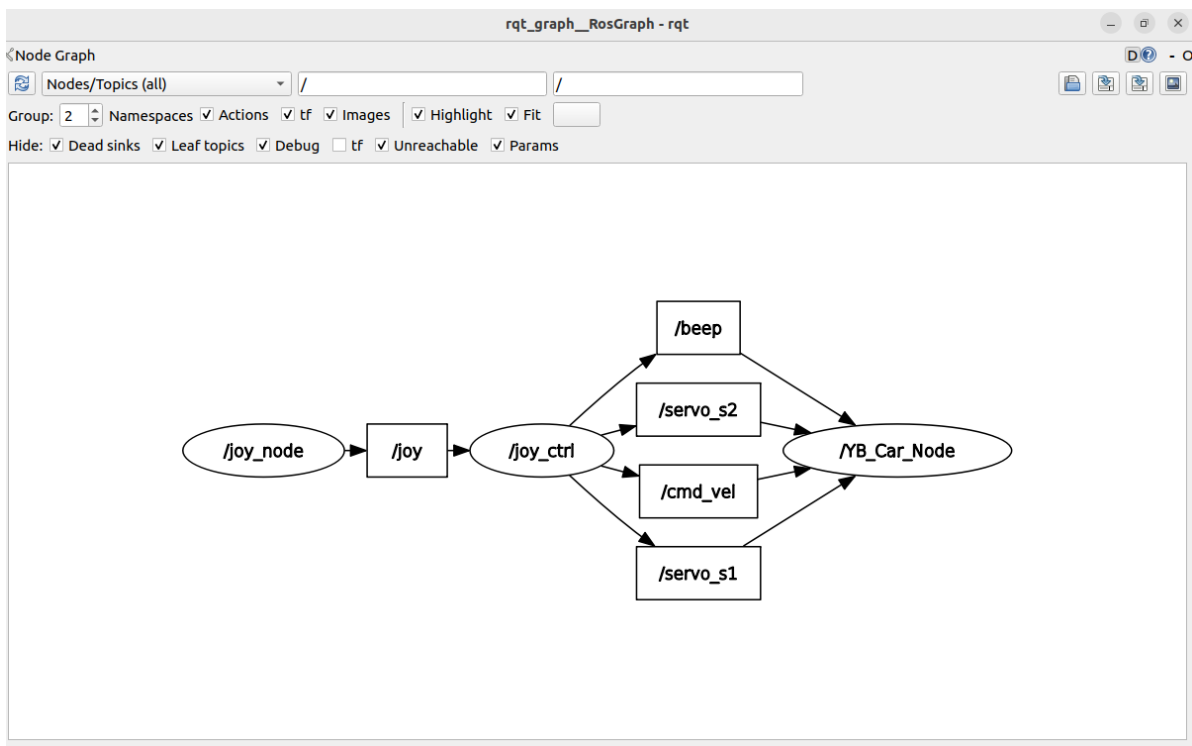 rqt_graph__RosGraph - rqt
Node Graph
D ? - O
Nodes/Topics (all) / /
Group: 2 Namespaces Actions tf Images Highlight Fit
Hide: Dead sinks Leaf topics Debug tf Unreachable Params
/beep
/servo_s2
/joy_node /joy /joy_ctrl /YB_Car_Node
/cmd_vel
/servo_s1